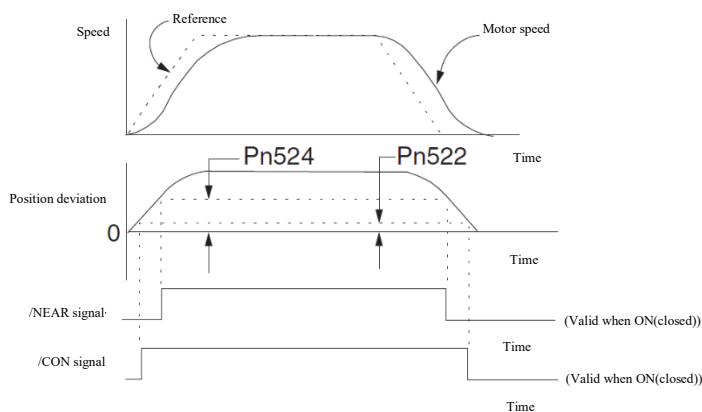 Reference
Speed
Motor speed
Time
Pn524
Pn522
Position deviation
0
Time
/NEAR signal
(Valid when ON(closed))
Time
/CON signal
(Valid when ON(closed))
Time